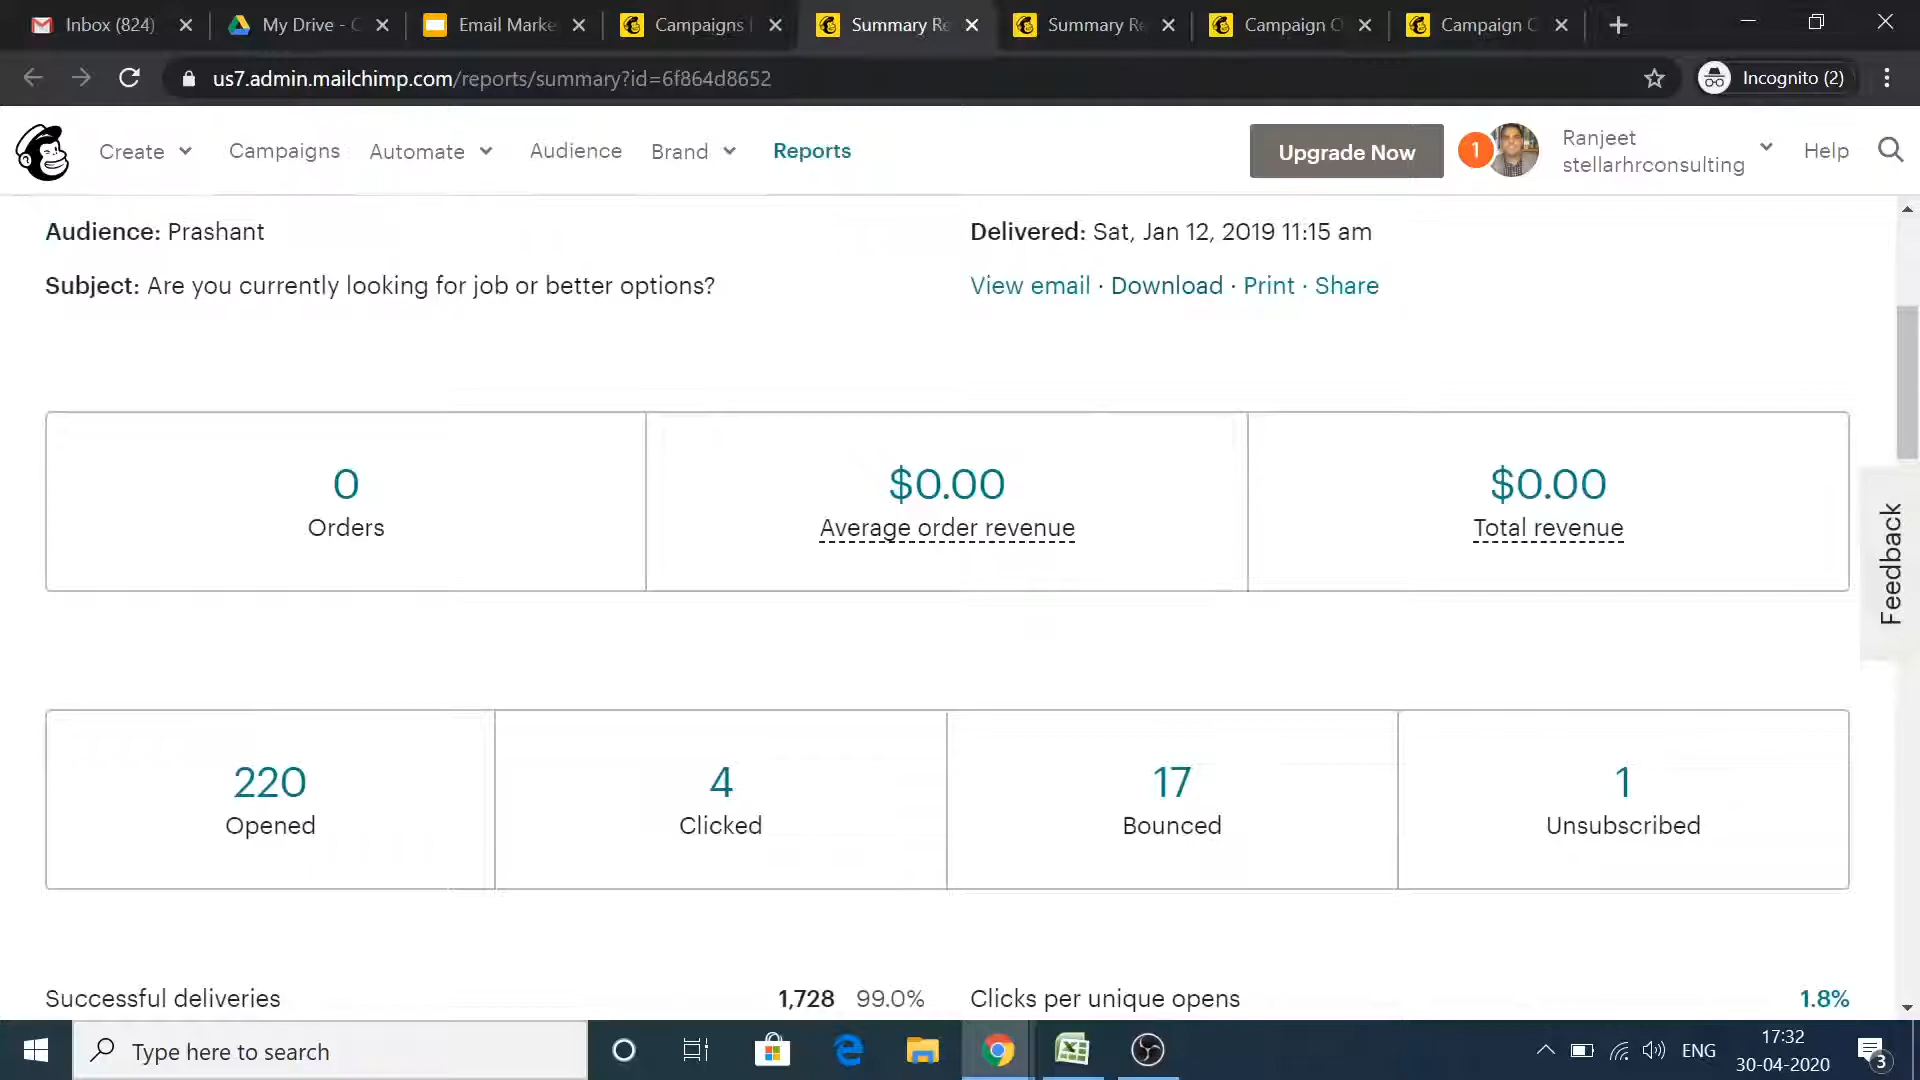 Inbox (824)
My Drive - C
Email Marke
Campaigns
Summary Re
Summary Re
Campaign O
Campaign O
us7.admin.mailchimp.com/reports/summary?id=6f864d8652
Incognito (2)
Create
Campaigns
Automate
Audience
Brand
Reports
Upgrade Now
1
Ranjeet
stellarhrconsulting
Help
Audience: Prashant
Delivered: Sat, Jan 12, 2019 11:15 am
Subject: Are you currently looking for job or better options?
View email · Download · Print · Share
0
Orders
$0.00
Average order revenue
$0.00
Total revenue
Feedback
220
Opened
4
Clicked
17
Bounced
1
Unsubscribed
Successful deliveries
1,728 99.0%
Clicks per unique opens
1.8%
Type here to search
ENG
17:32
30-04-2020
3